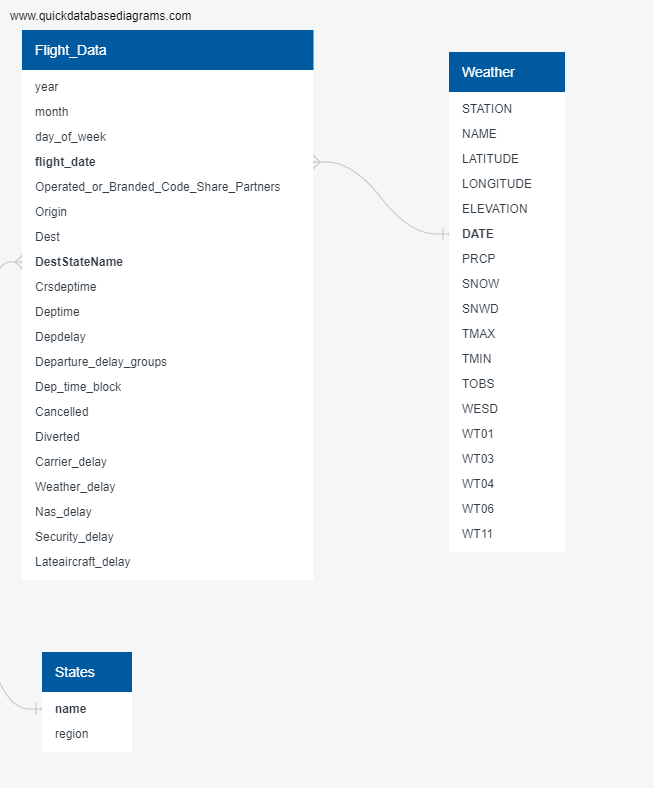 www.quickdatabasediagrams.com
Flight_Data
year
month
day_of_week
flight_date
Operated_or_Branded_Code_Share_Partners
Origin
Dest
DestStateName
Crsdeptime
Deptime
Depdelay
Departure_delay_groups
Dep_time_block
Cancelled
Diverted
Carrier_delay
Weather_delay
Nas_delay
Security_delay
Lateaircraft_delay
Weather
STATION
NAME
LATITUDE
LONGITUDE
ELEVATION
DATE
PRCP
SNOW
SNWD
TMAX
TMIN
TOBS
WESD
WT01
WT03
WT04
WT06
WT11
States
name
region